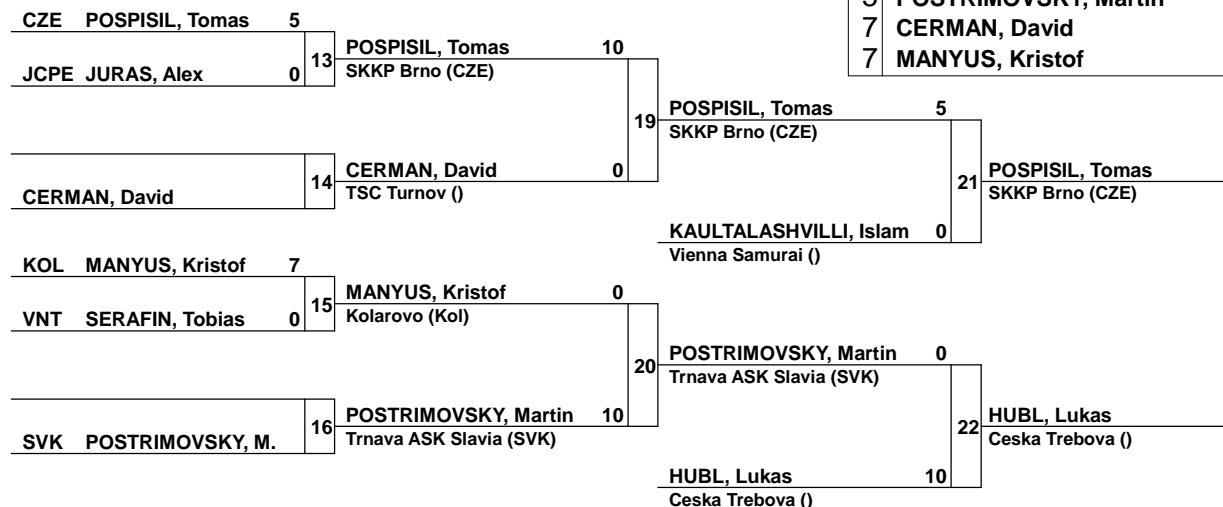 5 POSTRIMOVSKY, Martin
7 CERMAN, David
7 MANYUS, Kristof
CZE POSPISIL, Tomas 5
JCPE JURAS, Alex 0
13
POSPISIL, Tomas 10
SKKP Brno (CZE)
CERMAN, David
14
CERMAN, David 0
TSC Turnov ()
19
POSPISIL, Tomas 5
SKKP Brno (CZE)
KAULTALASHVILLI, Islam 0
Vienna Samurai ()
21
POSPISIL, Tomas
SKKP Brno (CZE)
KOL MANYUS, Kristof 7
VNT SERAFIN, Tobias 0
15
MANYUS, Kristof 0
Kolarovo (Kol)
SVK POSTRIMOVSKY, M.
16
POSTRIMOVSKY, Martin 10
Trnava ASK Slavia (SVK)
20
POSTRIMOVSKY, Martin 0
Trnava ASK Slavia (SVK)
HUBL, Lukas 10
Ceska Trebova ()
22
HUBL, Lukas
Ceska Trebova ()